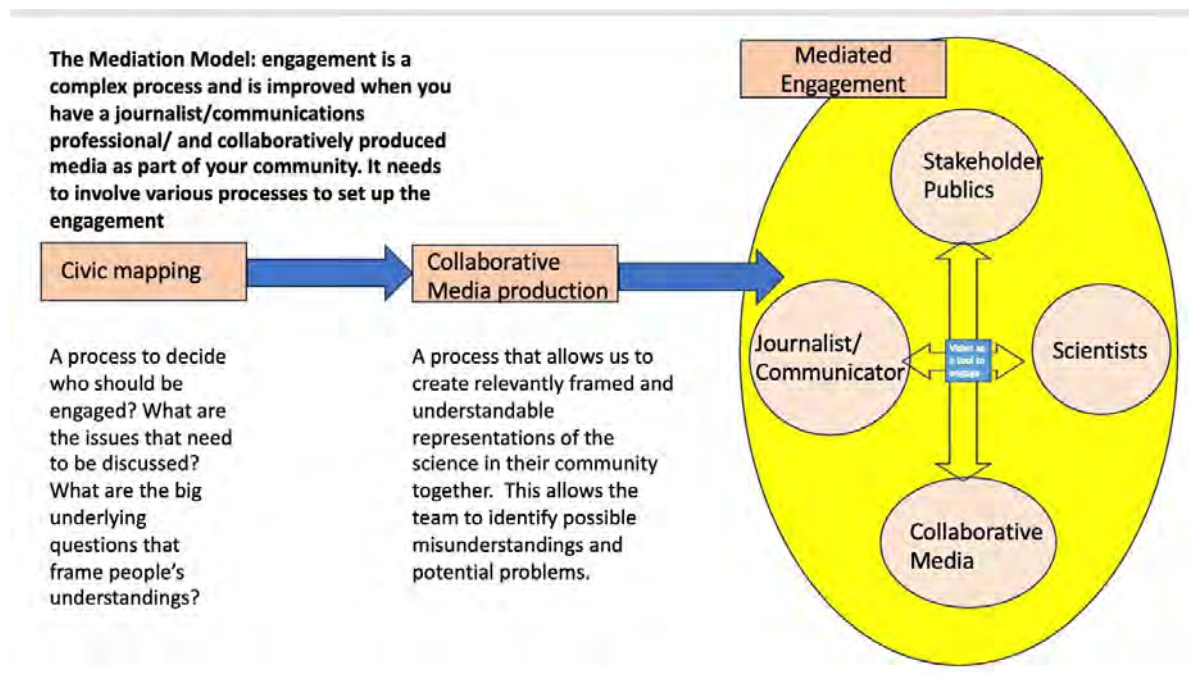 The Mediation Model: engagement is a
complex process and is improved when you
have a journalist/communications
professional/ and collaboratively produced
media as part of your community. It needs
to involve various processes to set up the
engagement
Civic mapping
A process to decide
who should be
engaged? What are
the issues that need
to be discussed?
What are the big
underlying
questions that
frame people's
understandings?
Collaborative
Media production
A process that allows us to
create relevantly framed and
understandable
representations of the
science in their community
together.  This allows the
team to identify possible
misunderstandings and
potential problems.
Mediated
Engagement
Stakeholder
Publics
Journalist/
Communicator
Video as
a tool to
engage
Scientists
Collaborative
Media